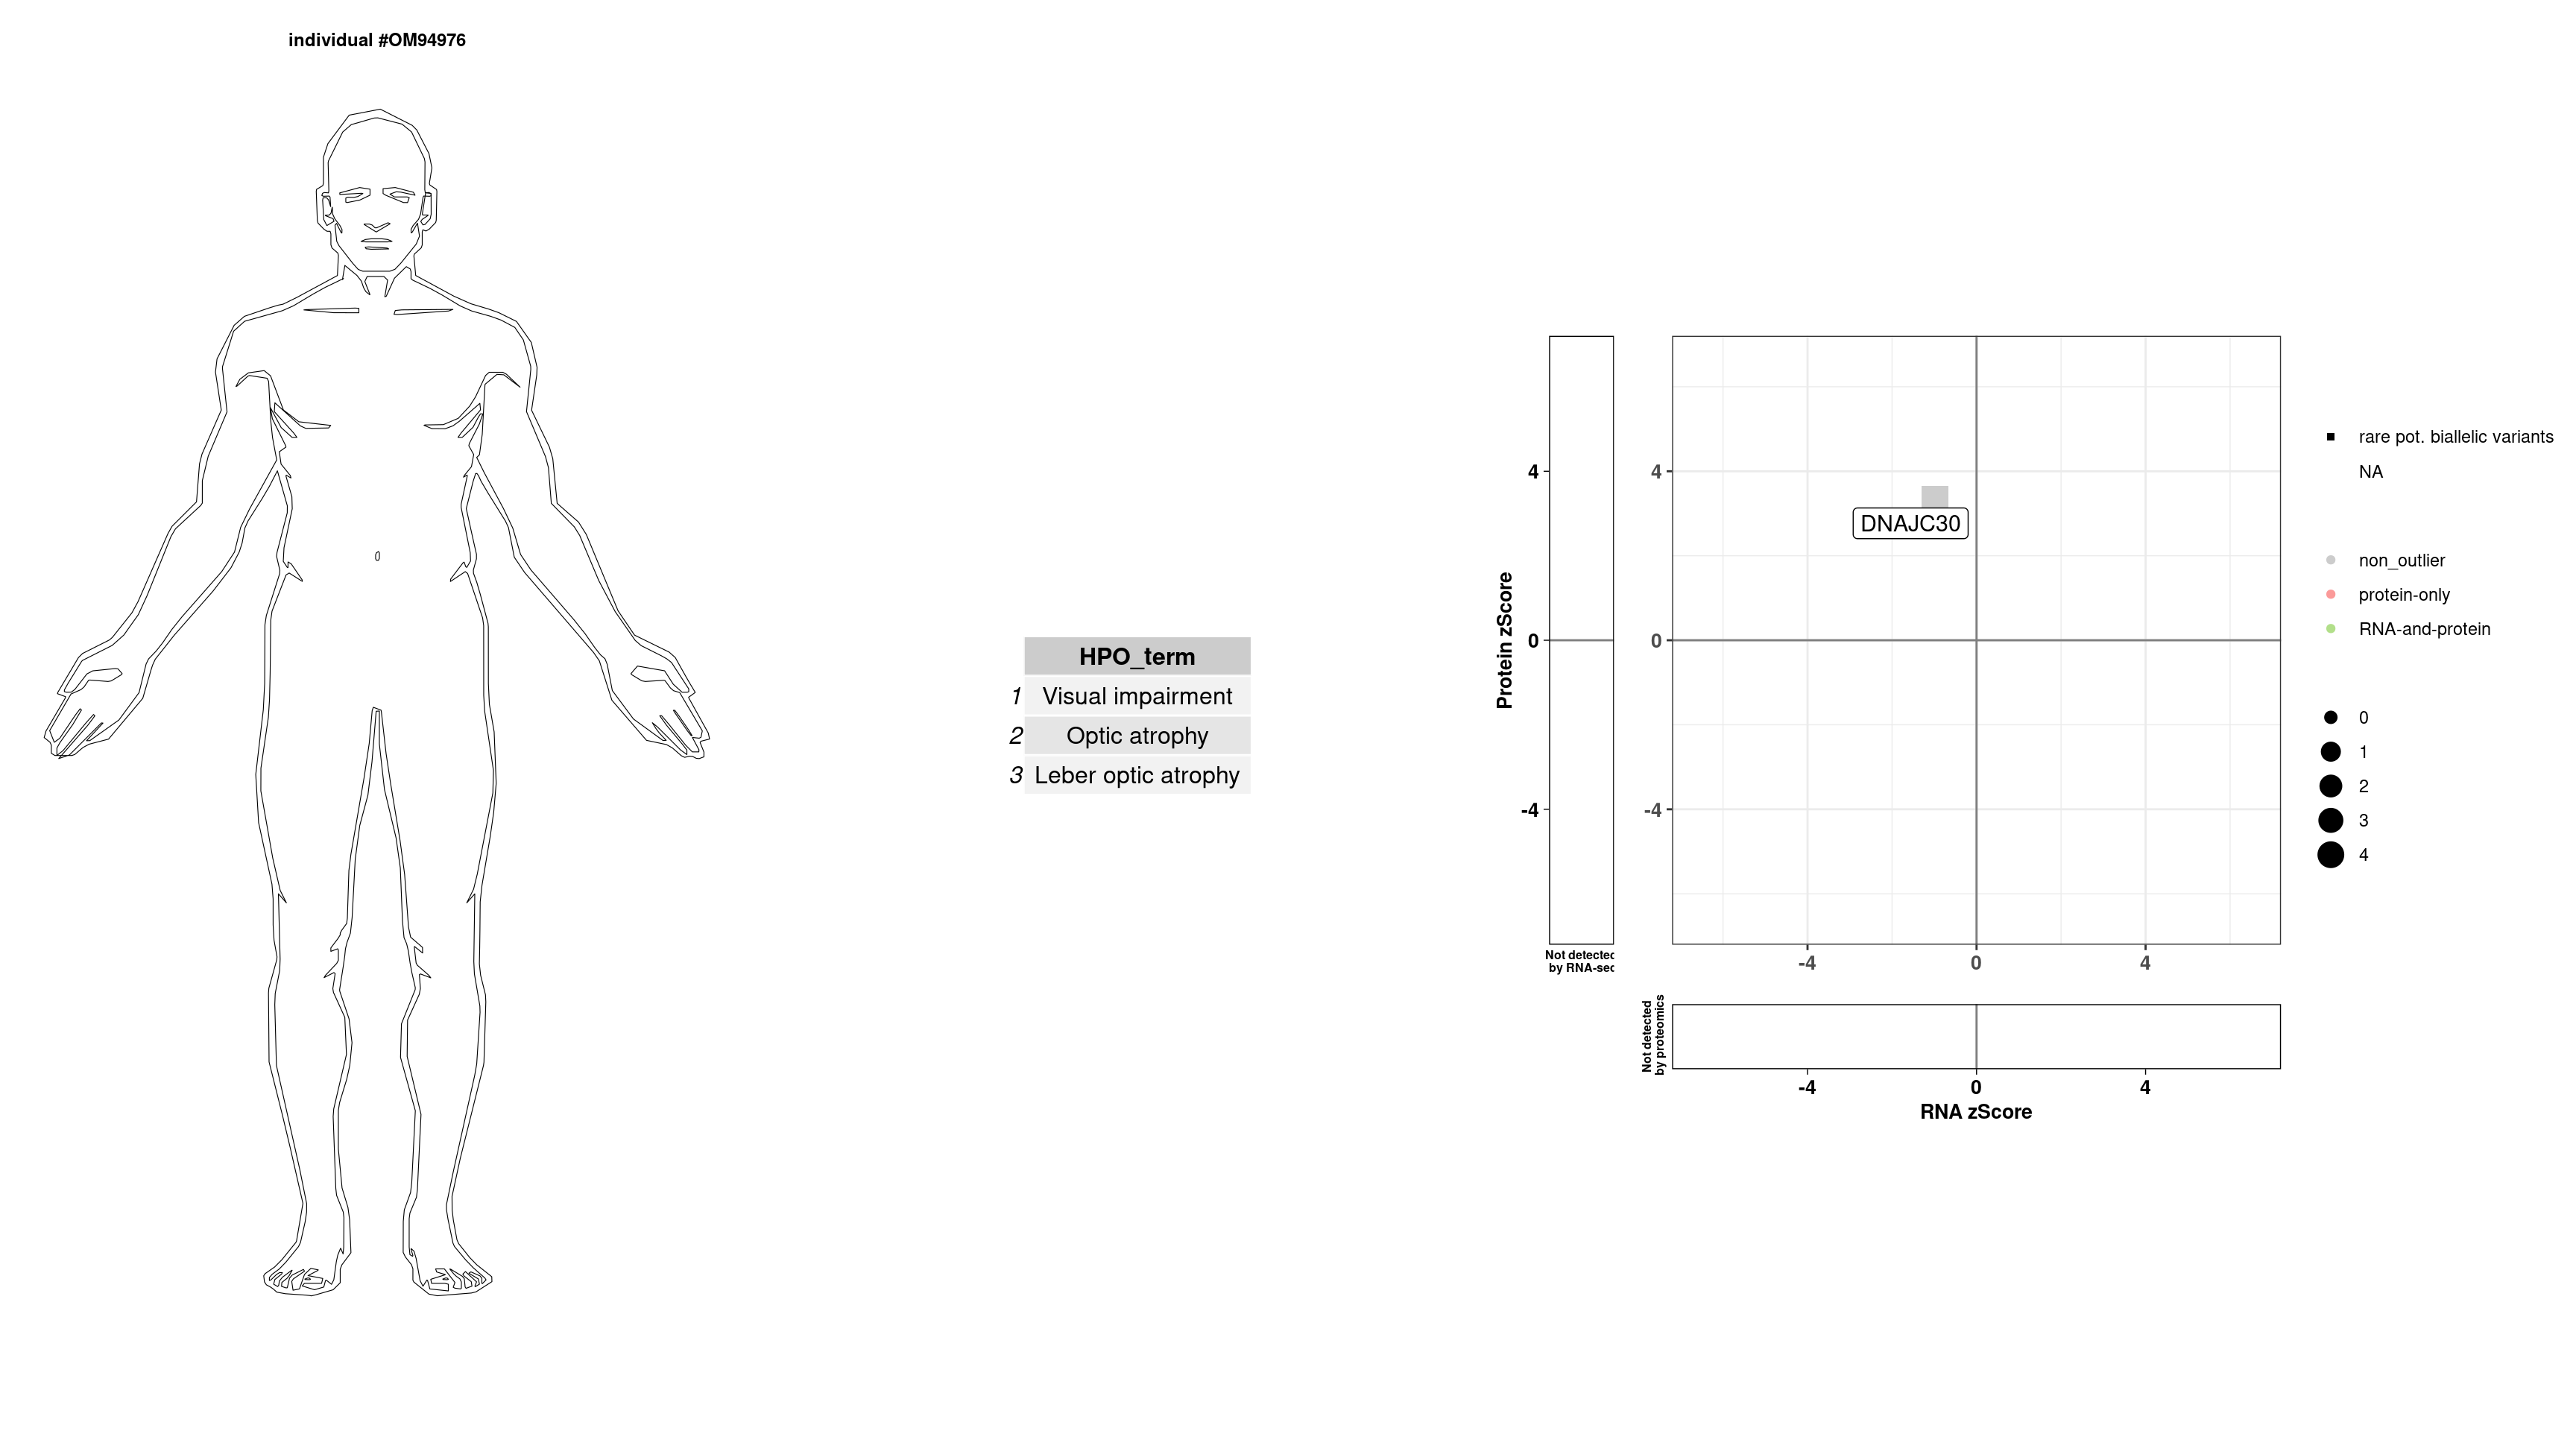 individual #OM94976
HPO_term
1 Visual impairment
2 Optic atrophy
3 Leber optic atrophy
Protein zScore
4
0
-4
Not detected
by RNA-sec
4
0
-4
DNAJC30
-4 0 4
Not detected
by proteomics
-4 0 4
RNA zScore
rare pot. biallelic variants
NA
non_outlier
protein-only
RNA-and-protein
0
1
2
3
4